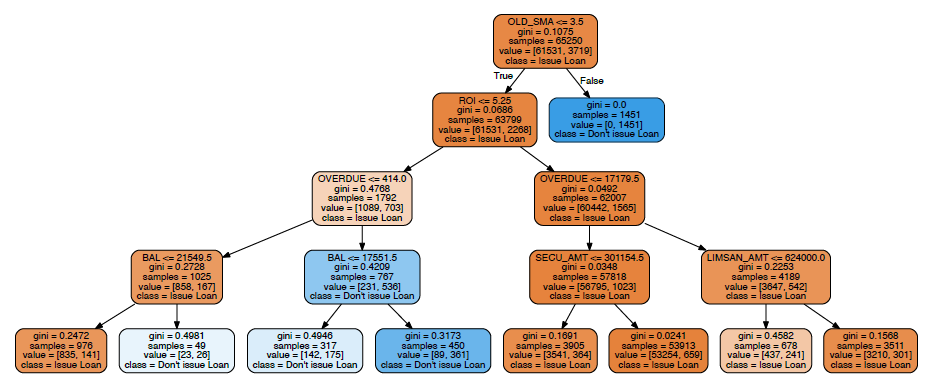 OLD_SMA <= 3.5
gini = 0.1075
samples = 65250
value = [61531, 3719]
class = Issue Loan
True
False
ROI <= 5.25
gini = 0.0686
samples = 63799
value = [61531, 2268]
class = Issue Loan
gini = 0.0
samples = 1451
value = [0, 1451]
class = Don't issue Loan
OVERDUE <= 414.0
gini = 0.4768
samples = 1792
value = [1089, 703]
class = Issue Loan
OVERDUE <= 17179.5
gini = 0.0492
samples = 62007
value = [60442, 1565]
class = Issue Loan
BAL <= 21549.5
gini = 0.2728
samples = 1025
value = [858, 167]
class = Issue Loan
BAL <= 17551.5
gini = 0.4209
samples = 767
value = [231, 536]
class = Don't issue Loan
SECU_AMT <= 301154.5
gini = 0.0348
samples = 57818
value = [56795, 1023]
class = Issue Loan
LIMSAN_AMT <= 624000.0
gini = 0.2253
samples = 4189
value = [3647, 542]
class = Issue Loan
gini = 0.2472
samples = 976
value = [835, 141]
class = Issue Loan
gini = 0.4981
samples = 49
value = [23, 26]
class = Don't issue Loan
gini = 0.4946
samples = 317
value = [142, 175]
class = Don't issue Loan
gini = 0.3173
samples = 450
value = [89, 361]
class = Don't issue Loan
gini = 0.1691
samples = 3905
value = [3541, 364]
class = Issue Loan
gini = 0.0241
samples = 53913
value = [53254, 659]
class = Issue Loan
gini = 0.4582
samples = 678
value = [437, 241]
class = Issue Loan
gini = 0.1568
samples = 3511
value = [3210, 301]
class = Issue Loan